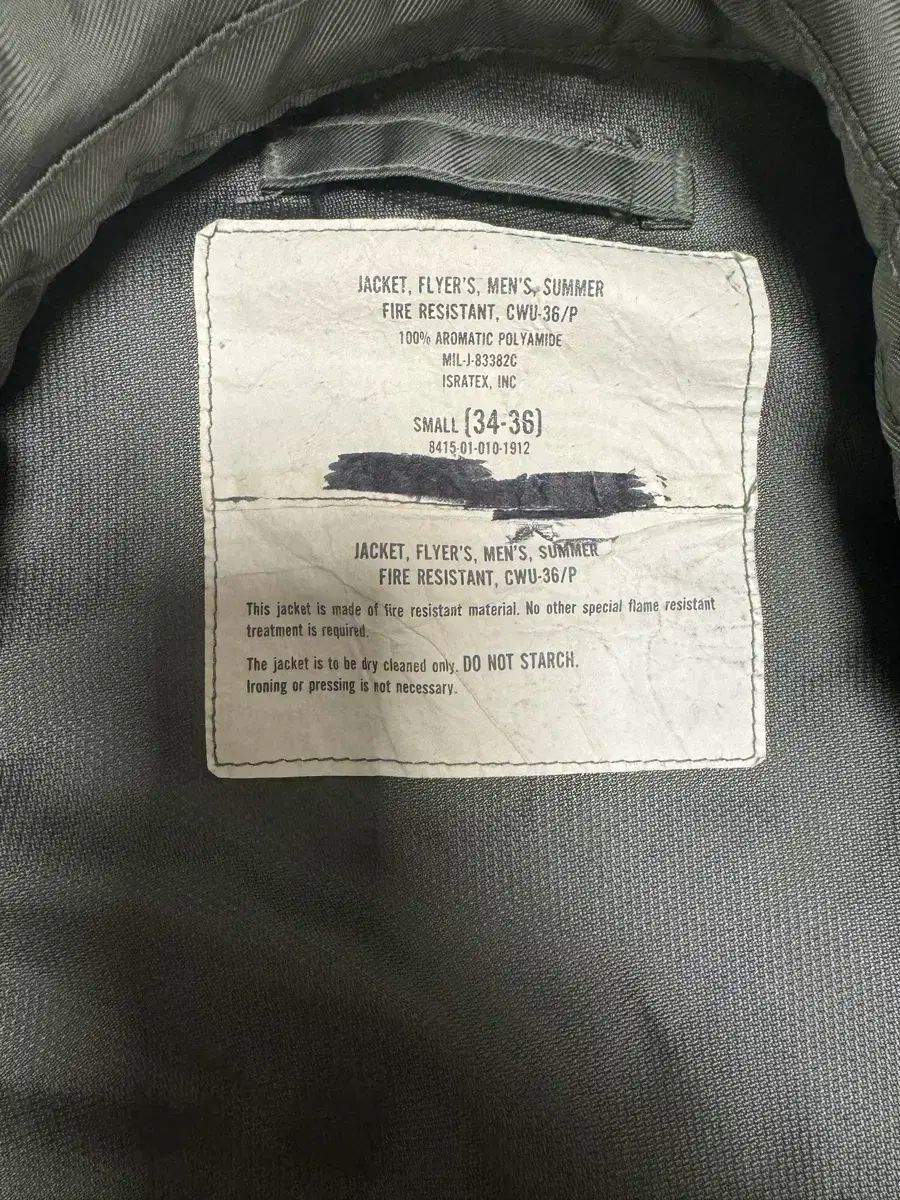 JACKET, FLYER'S, MEN'S, SUMMER
FIRE RESISTANT, CWU-36/P
100% AROMATIC POLYAMIDE
MIL-J-83382C
ISRATEX, INC
SMALL (34-36)
8415-01-010-1912
JACKET, FLYER'S, MEN'S, SUMMER
FIRE RESISTANT, CWU-36/P
This jacket is made of fire resistant material. No other special flame resistant
treatment is required.
The jacket is to be dry cleaned only. DO NOT STARCH.
Ironing or pressing is not necessary.